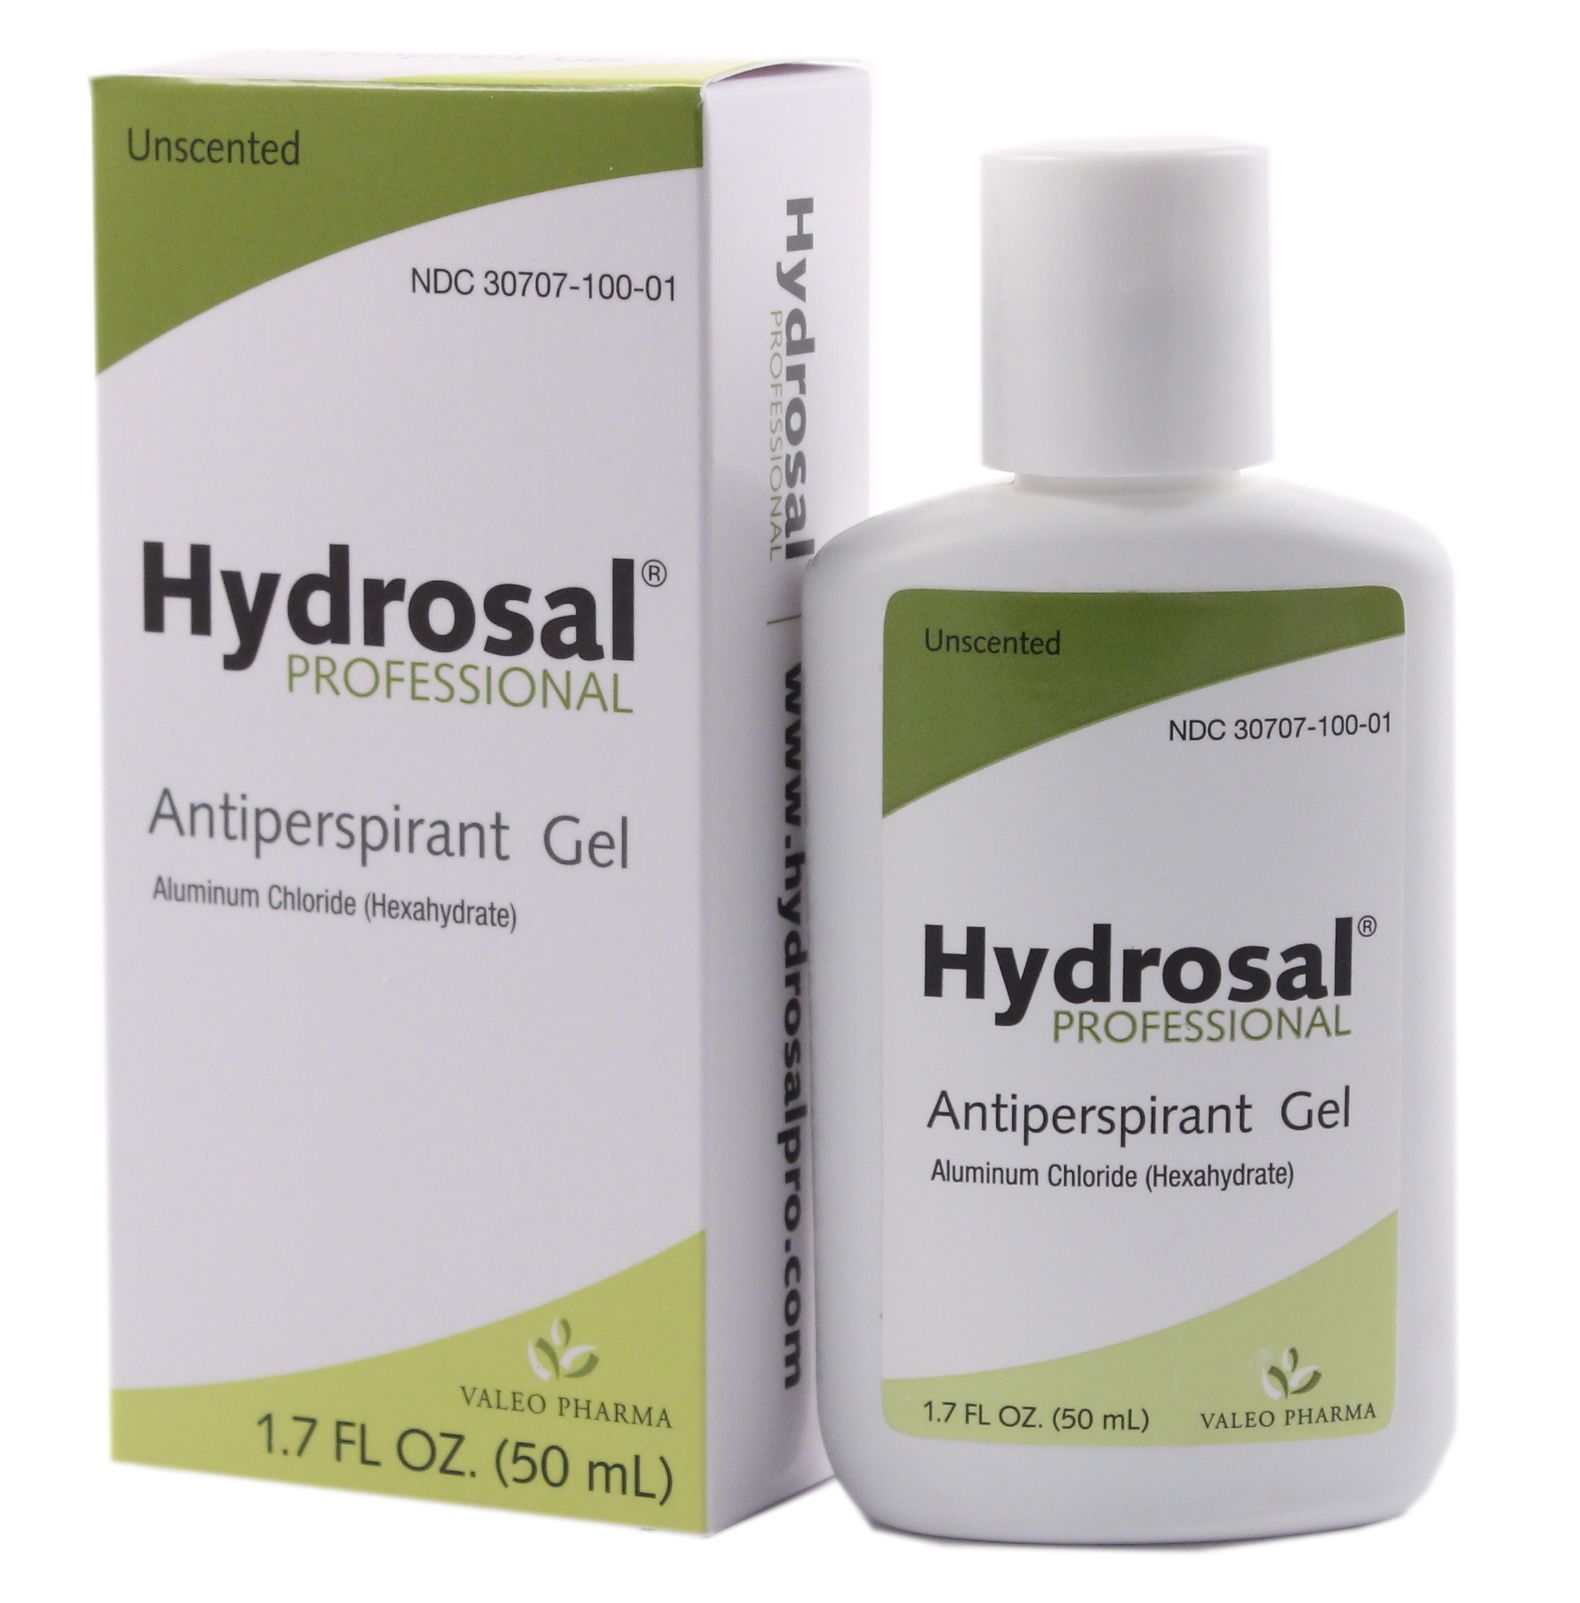 Unscented
NDC 30707-100-01
Hydrosal®
PROFESSIONAL
Antiperspirant Gel
Aluminum Chloride (Hexahydrate)
VALEO PHARMA
1.7 FL OZ. (50 mL)
Hydrosal
PROFESSIONAL
www.hydrosalpro.com
Unscented
NDC 30707-100-01
Hydrosal®
PROFESSIONAL
Antiperspirant Gel
Aluminum Chloride (Hexahydrate)
1.7 FL OZ. (50 mL)
VALEO PHARMA